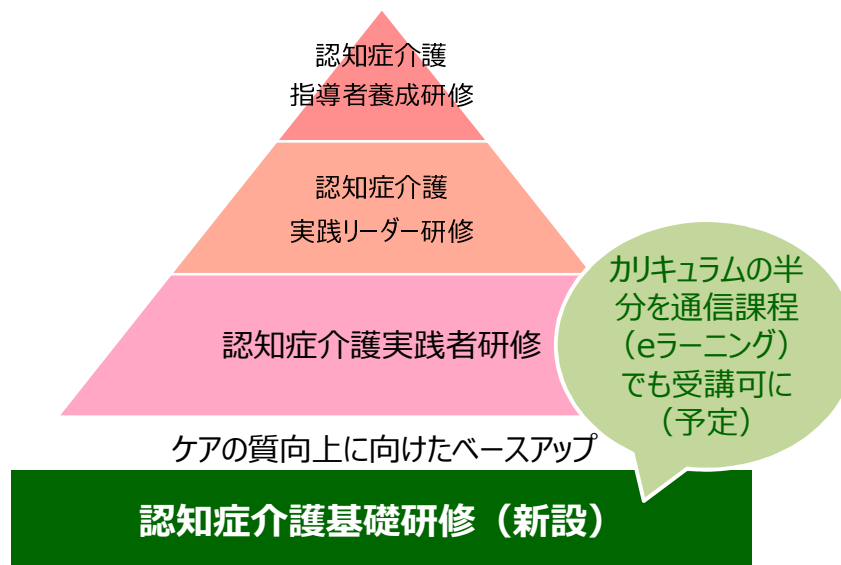 認知症介護
指導者養成研修
認知症介護
実践リーダー研修
認知症介護実践者研修
カリキュラムの半
分を通信課程
（eラーニング）
でも受講可に
（予定）
ケアの質向上に向けたベースアップ
認知症介護基礎研修（新設）